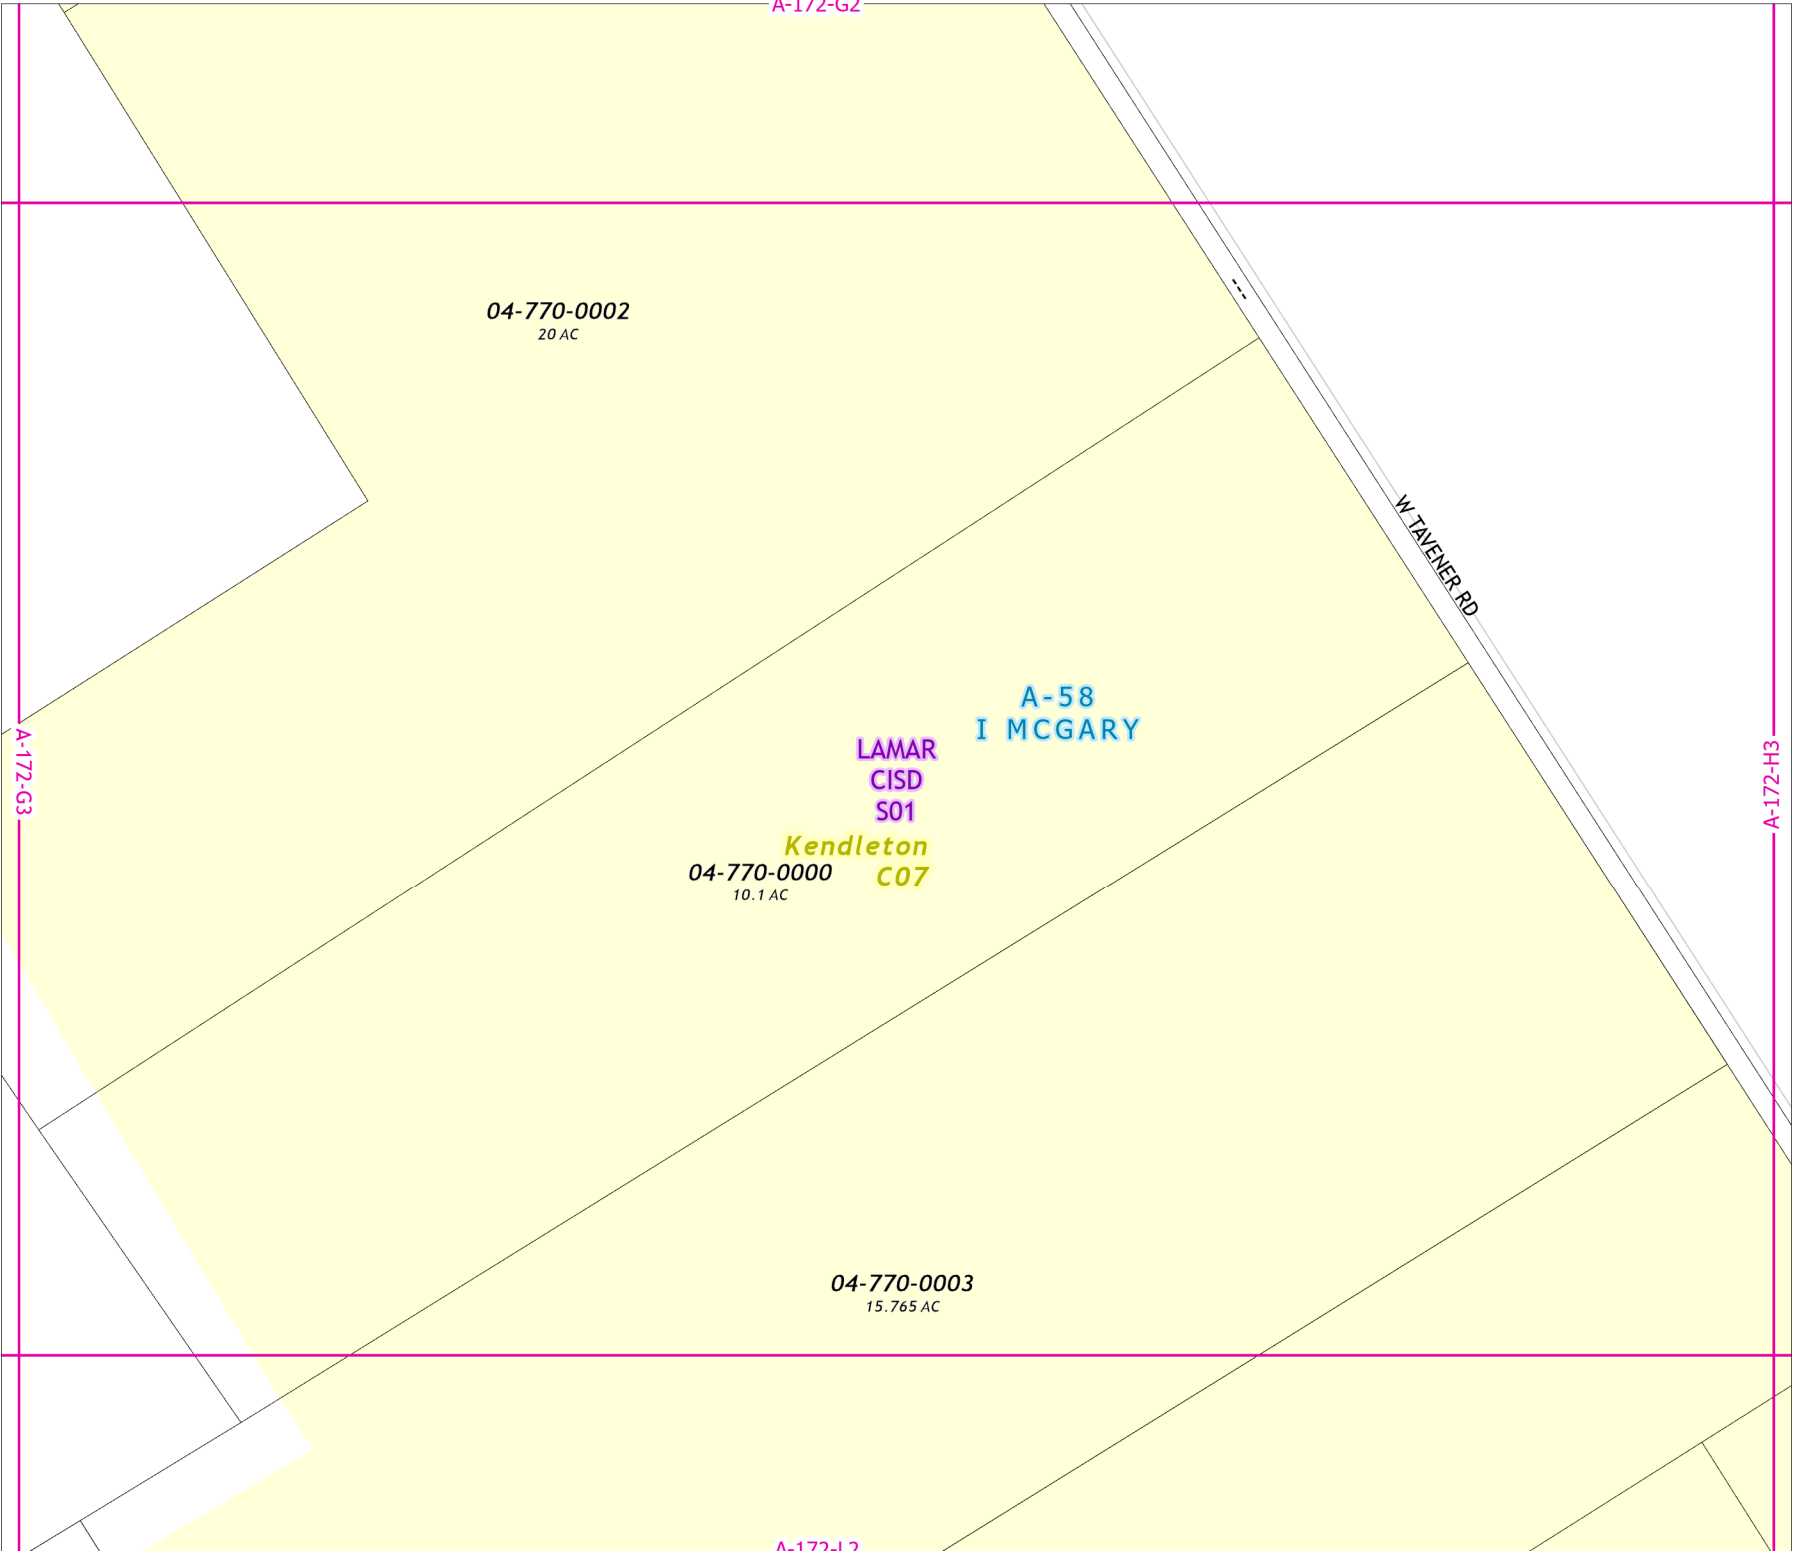 A-172-G2
04-770-0002
20 AC
W TAVENER RD
A-58
I MCGARY
LAMAR
CISD
S01
A-172-G3
A-172-H3
Kendleton
C07
04-770-0000
10.1 AC
04-770-0003
15.765 AC
A-172-L2